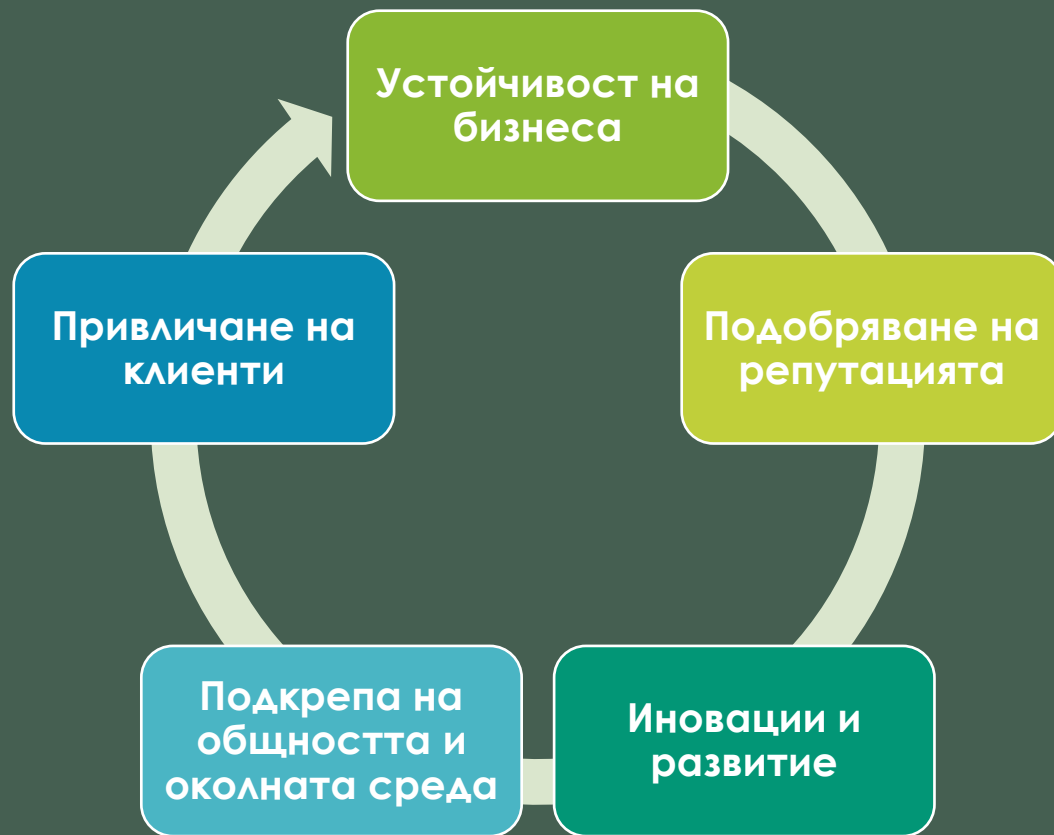 Устойчивост на
бизнеса
Подобряване на
репутацията
Иновации и
развитие
Подкрепа на
общността и
околната среда
Привличане на
клиенти